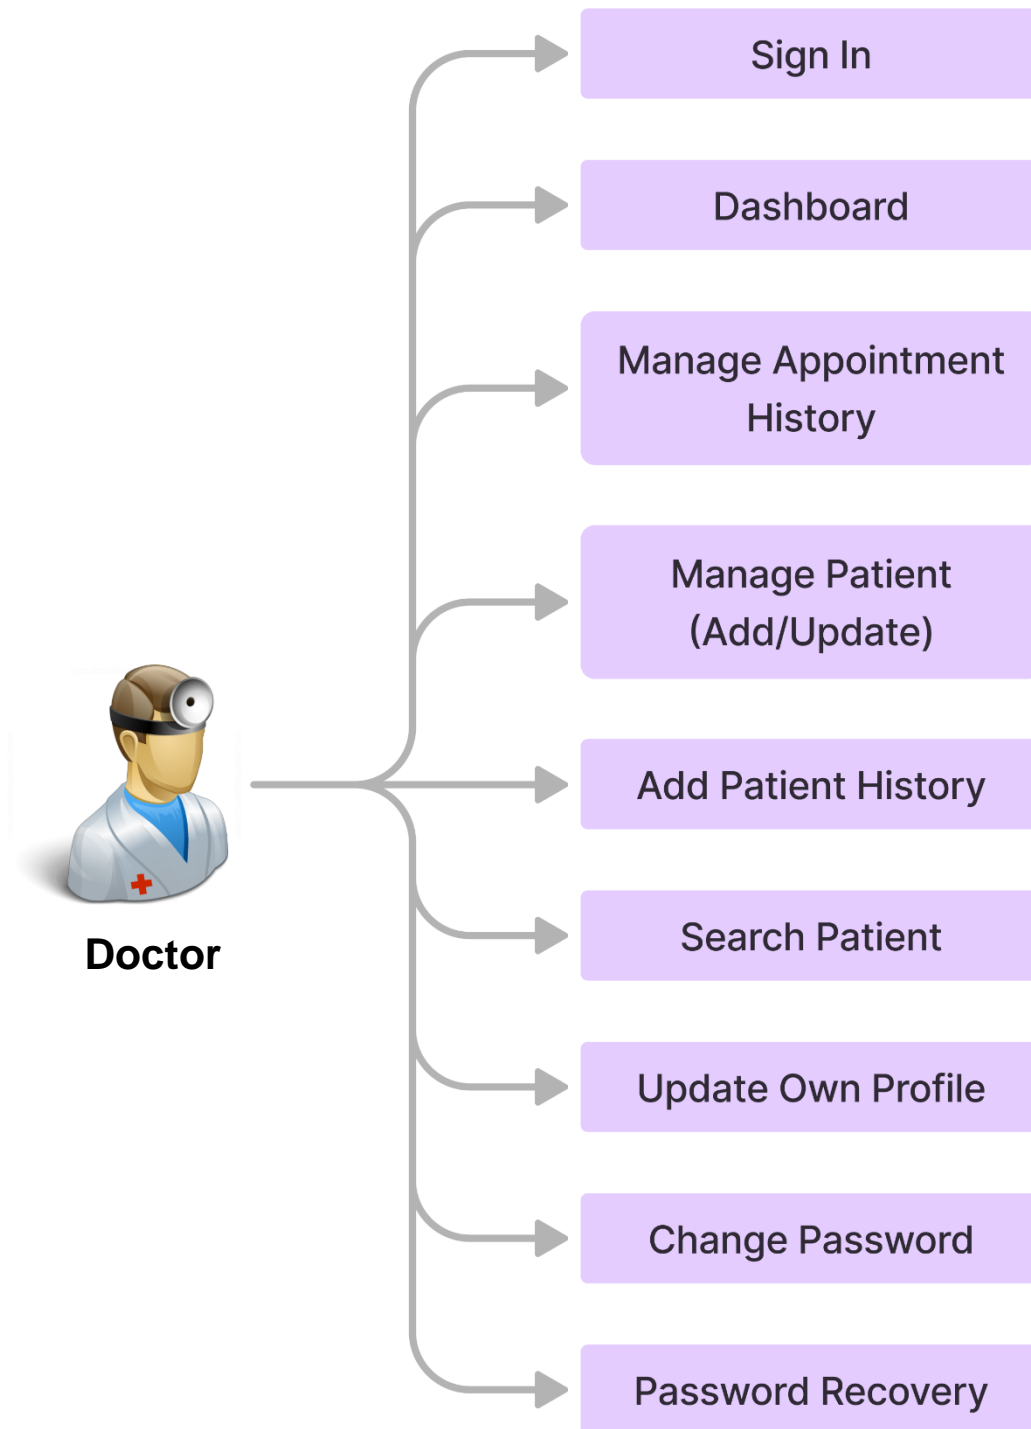 Sign In
Dashboard
Manage Appointment
History
Manage Patient
(Add/Update)
Add Patient History
Doctor
Search Patient
Update Own Profile
Change Password
Password Recovery